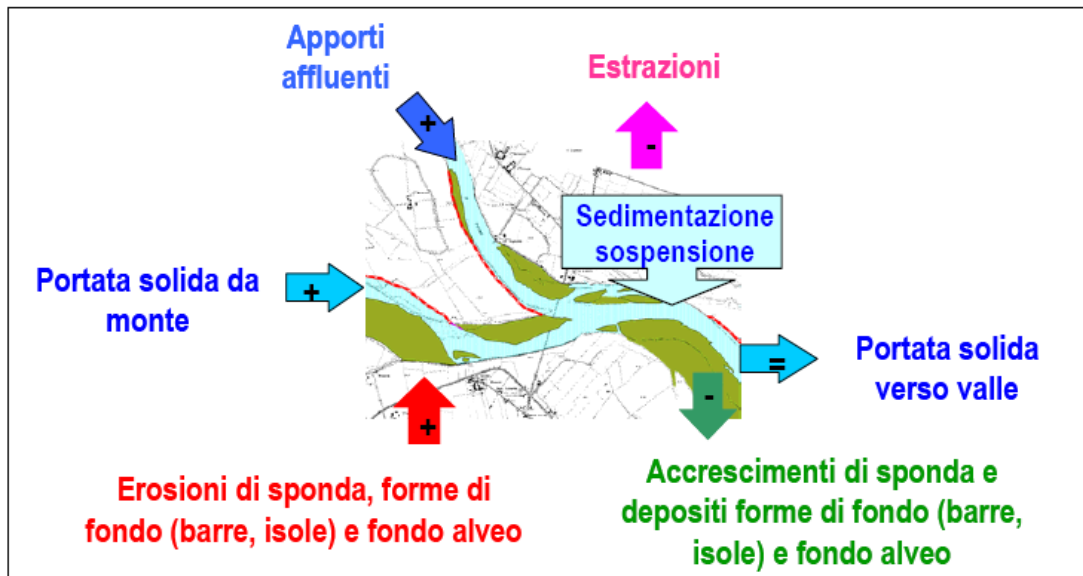 Apporti
affluenti
Estrazioni
+
-
Sedimentazione
sospensione
Portata solida da
monte
+
Portata solida
verso valle
=
+
-
Erosioni di sponda, forme di
fondo (barre, isole) e fondo alveo
Accrescimenti di sponda e
depositi forme di fondo (barre,
isole) e fondo alveo